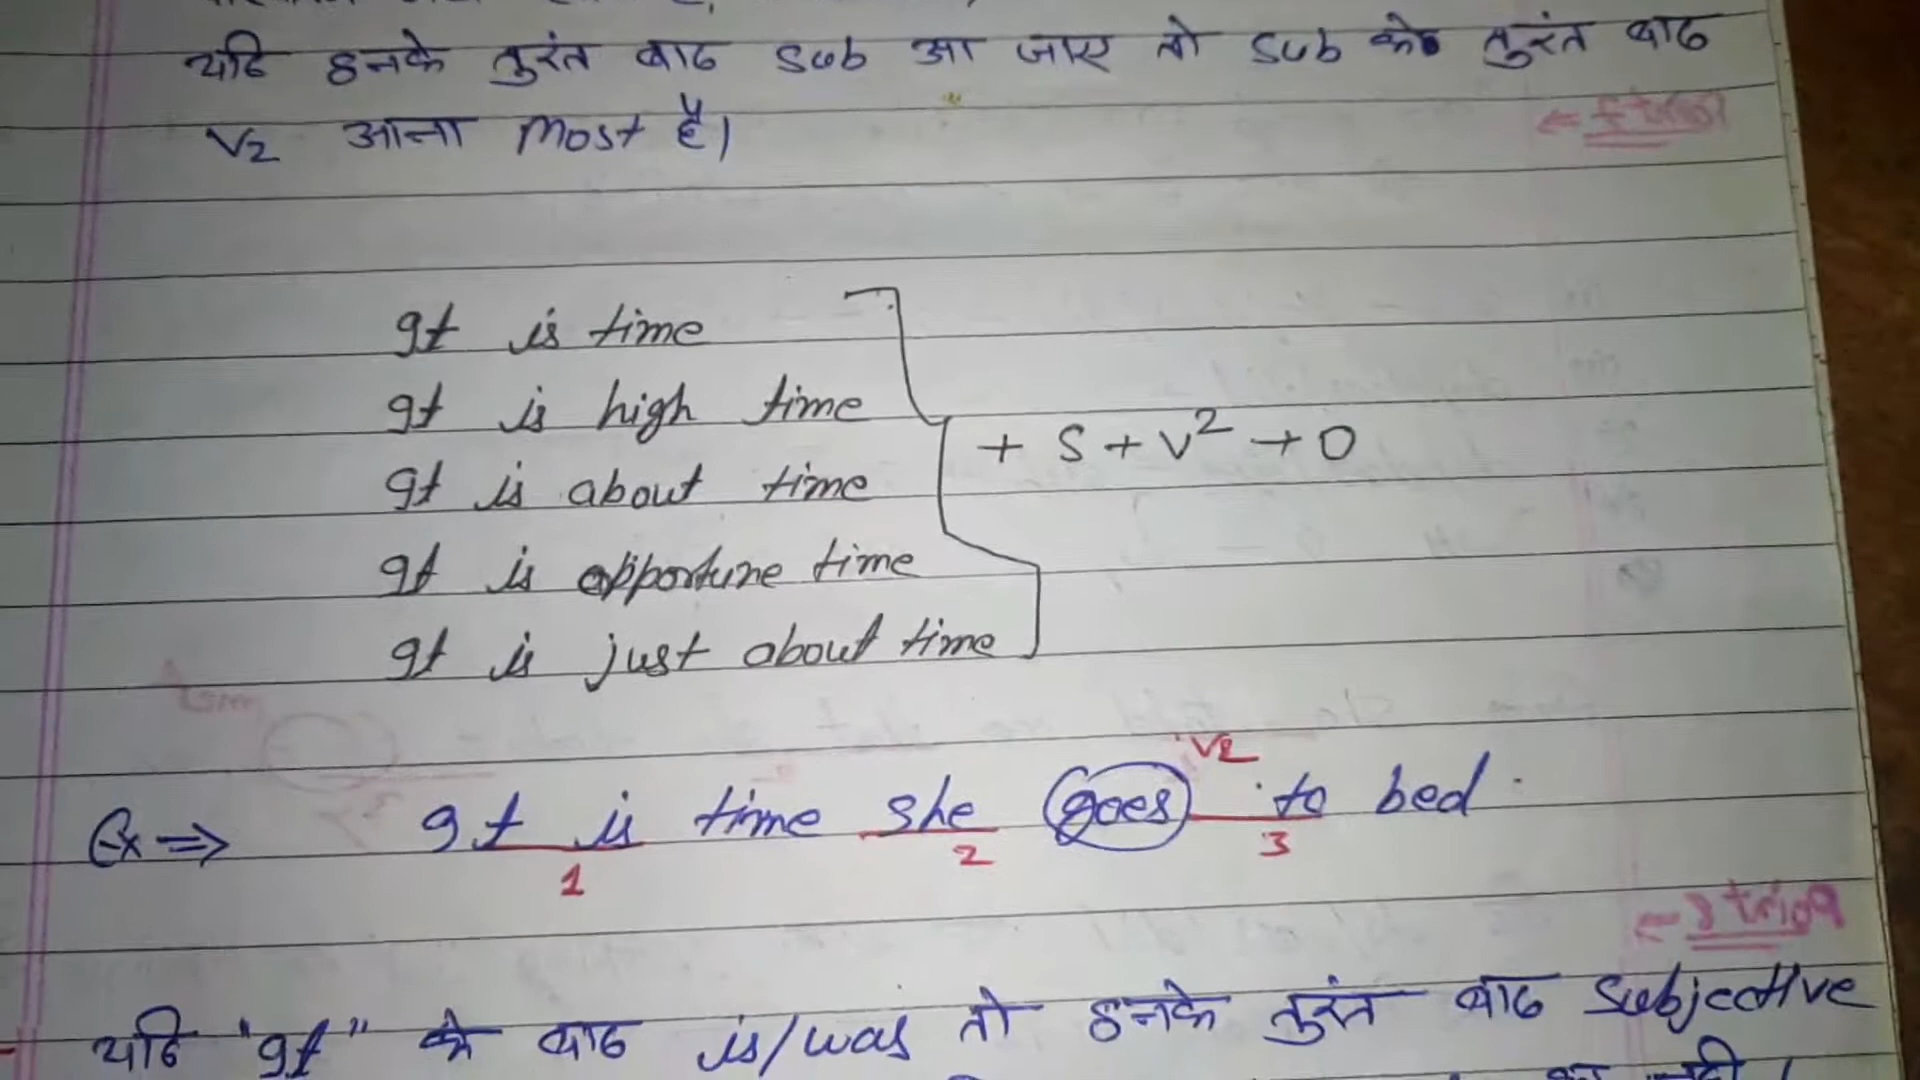 यदि इनके तुरंत बाद sub आ जाए तो sub के तुरंत बाद
V2 आना most है।
It is time
It is high time
It is about time
It is opportune time
It is just about time
+ S + V2 + O
V2
Ex ⇒ It is time she goes to bed.
1 2 3
यदि "It" के बाद is/was तो इनके तुरंत बाद subjective